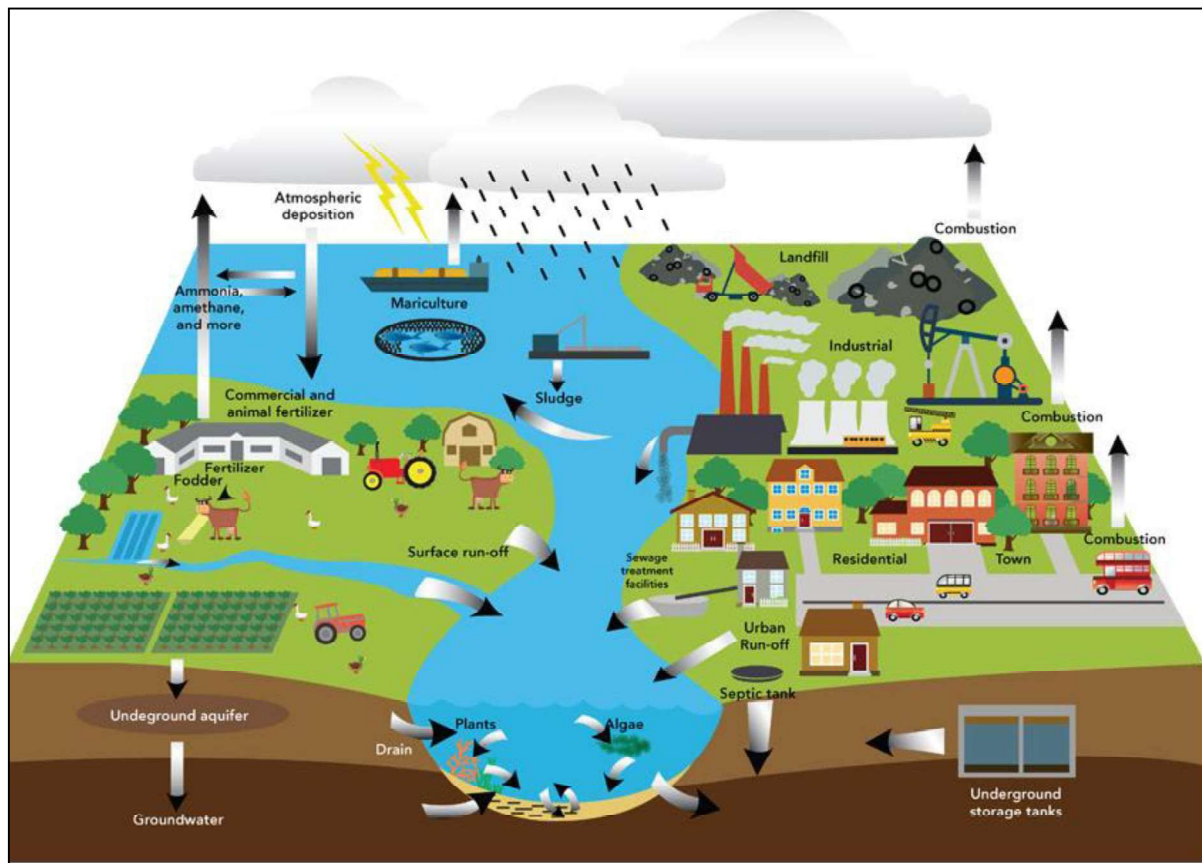 Atmospheric
deposition
Combustion
Landfill
Ammonia,
amethane,
and more
Mariculture
Industrial
Commercial and
animal fertilizer
Sludge
Combustion
Fertilizer
Fodder
Surface run-off
Sewage
treatment
facilities
Residential
Town
Combustion
Urban
Run-off
Septic tank
Undeground aquifer
Plants
Algae
Drain
Groundwater
Underground
storage tanks